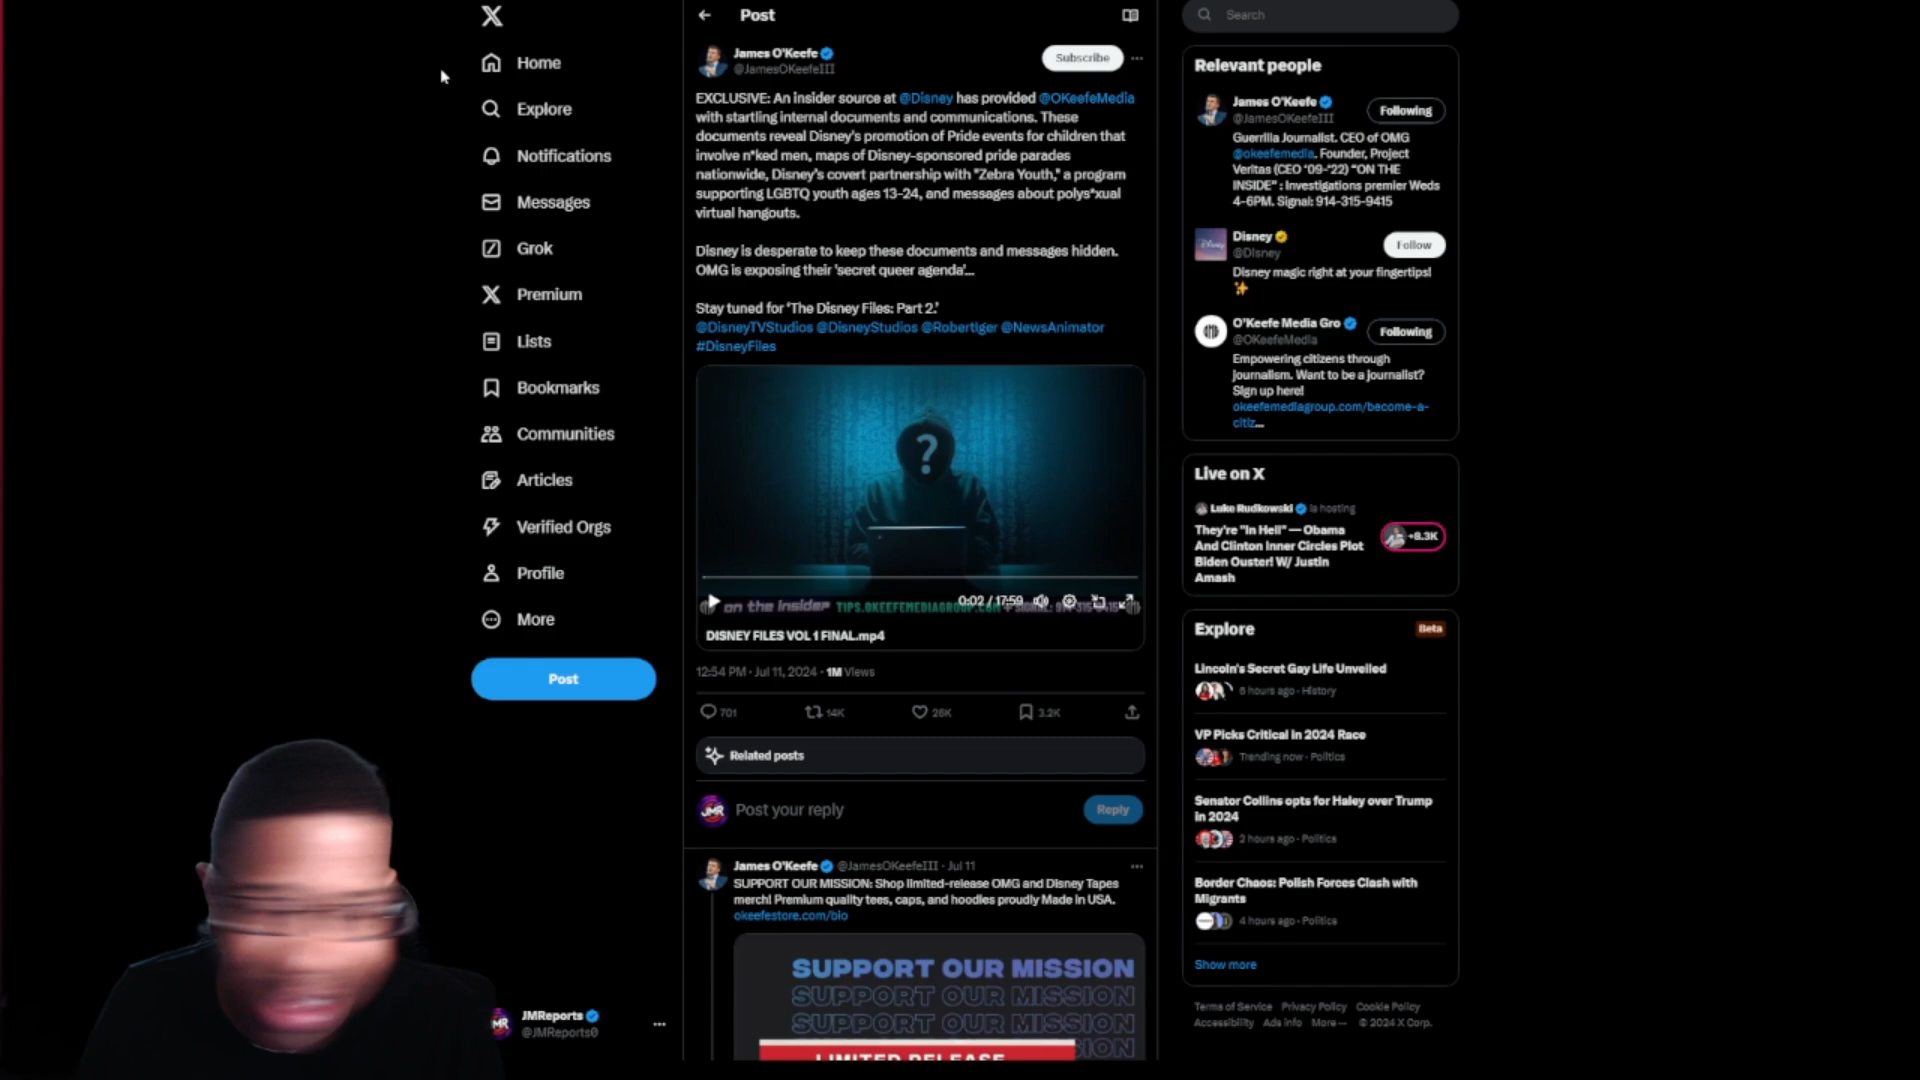 Home
Explore
Notifications
Messages
Grok
Premium
Lists
Bookmarks
Communities
Articles
Verified Orgs
Profile
More
Post
JMReports
@JMReports0
Post
James O'Keefe
@JamesOKeefeIII
Subscribe
EXCLUSIVE: An insider source at @Disney has provided @OKeefeMedia
with startling internal documents and communications. These
documents reveal Disney's promotion of Pride events for children that
involve n*ked men, maps of Disney-sponsored pride parades
nationwide, Disney's covert partnership with "Zebra Youth," a program
supporting LGBTQ youth ages 13-24, and messages about polys*xual
virtual hangouts.
Disney is desperate to keep these documents and messages hidden.
OMG is exposing their 'secret queer agenda'...
Stay tuned for 'The Disney Files: Part 2.'
@DisneyTVStudios @DisneyStudios @RobertIger @NewsAnimator
#DisneyFiles
?
on the insider TIPS.OKEEFEMEDIAGROUP.COM
0:02 / 17:59
DISNEY FILES VOL 1 FINAL.mp4
12:54 PM · Jul 11, 2024 · 1M Views
701 14K 26K 3.2K
Related posts
JMR Post your reply
Reply
James O'Keefe @JamesOKeefeIII · Jul 11
SUPPORT OUR MISSION: Shop limited-release OMG and Disney Tapes
merch! Premium quality tees, caps, and hoodies proudly Made in USA.
okeefestore.com/bio
SUPPORT OUR MISSION
SUPPORT OUR MISSION
SUPPORT OUR MISSION
SION
LIMITED RELEASE
Search
Relevant people
James O'Keefe
@JamesOKeefeIII
Following
Guerrilla Journalist. CEO of OMG
@okeefemedia. Founder, Project
Veritas (CEO '09-'22) "ON THE
INSIDE" : Investigations premier Weds
4-6PM. Signal: 914-315-9415
Disney
@Disney
Follow
Disney magic right at your fingertips!
O'Keefe Media Gro
@OKeefeMedia
Following
Empowering citizens through
journalism. Want to be a journalist?
Sign up here!
okeefemediagroup.com/become-a-
citiz...
Live on X
Luke Rudkowski is hosting
They're "In Hell" — Obama
And Clinton Inner Circles Plot
Biden Ouster! W/ Justin
Amash
+8.3K
Explore
Beta
Lincoln's Secret Gay Life Unveiled
6 hours ago · History
VP Picks Critical in 2024 Race
Trending now · Politics
Senator Collins opts for Haley over Trump
in 2024
2 hours ago · Politics
Border Chaos: Polish Forces Clash with
Migrants
4 hours ago · Politics
Show more
Terms of Service Privacy Policy Cookie Policy
Accessibility Ads info More... © 2024 X Corp.